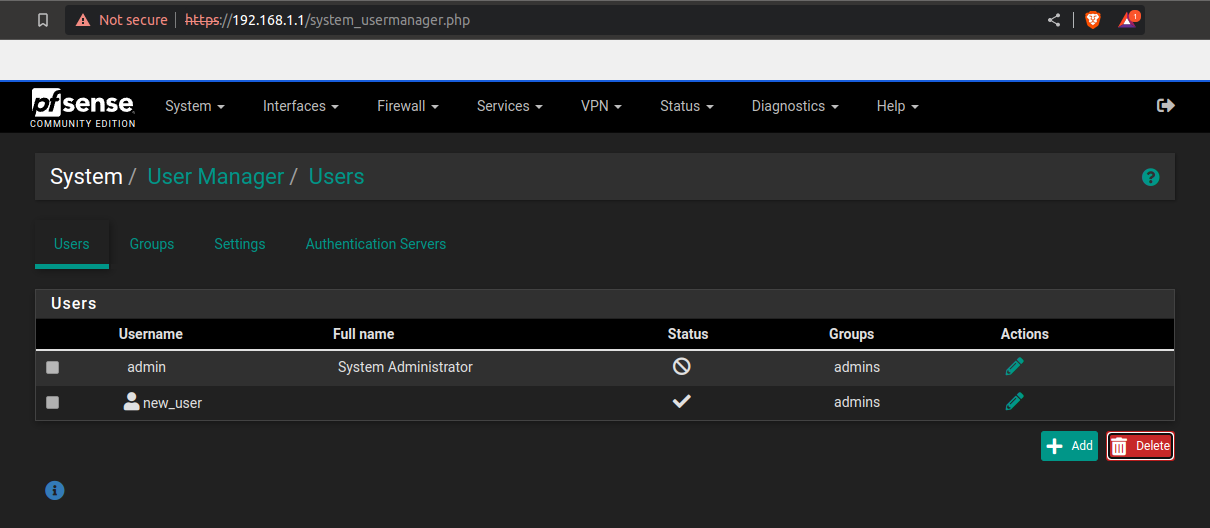 Not secure https://192.168.1.1/system_usermanager.php 1
pfsense
COMMUNITY EDITION
System Interfaces Firewall Services VPN Status Diagnostics Help
System / User Manager / Users
Users Groups Settings Authentication Servers
Users
Username Full name Status Groups Actions
admin System Administrator admins
new_user admins
Add Delete